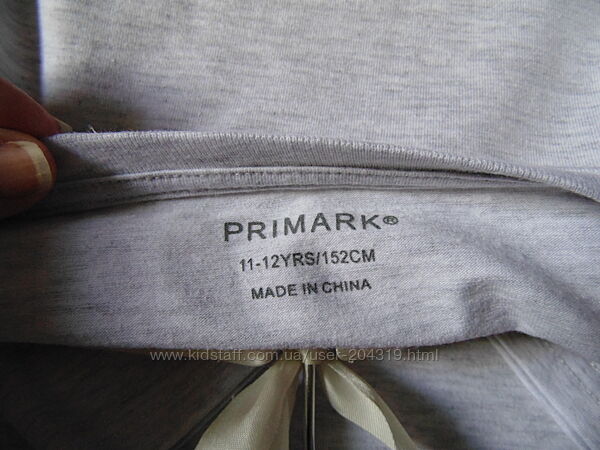 PRIMARK®
11-12YRS/152CM
MADE IN CHINA
www.kidstaff.com.ua/user-204319.html